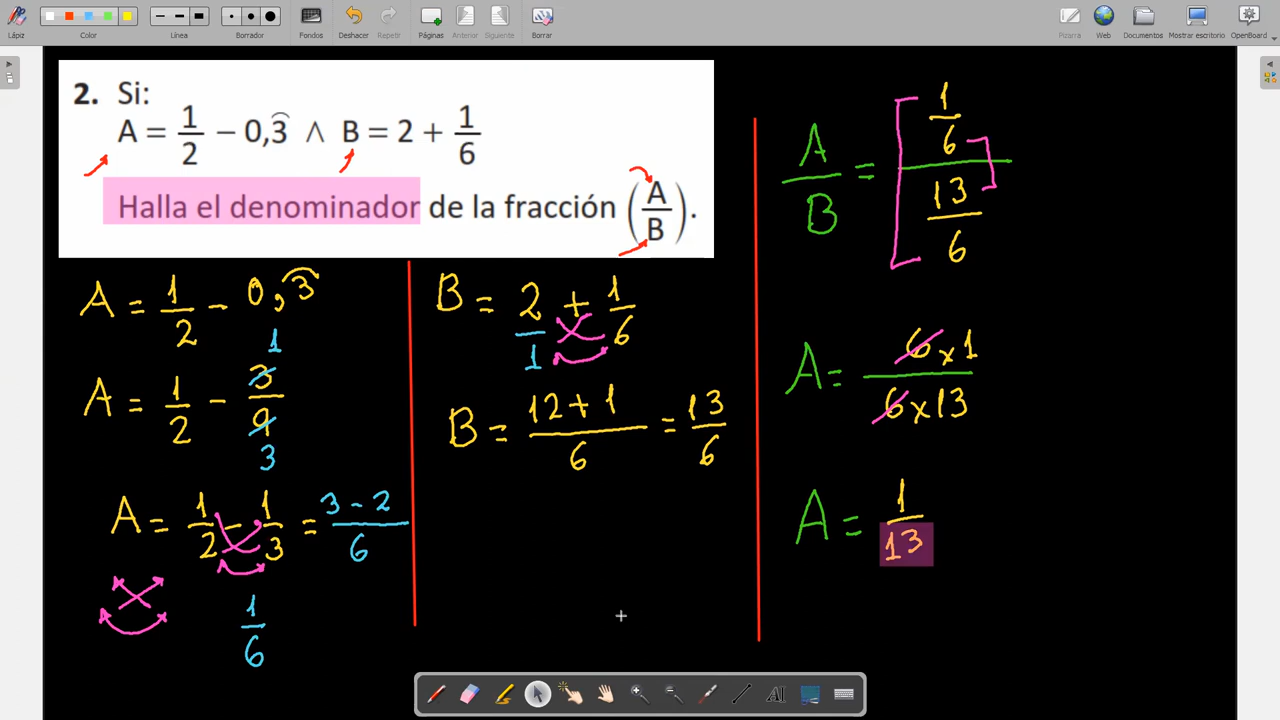 Lápiz Color Línea Borrador Fondos Deshacer Repetir Páginas Anterior Siguiente Borrar Pizarra Web Documentos Mostrar escritorio OpenBoard
2. Si:
A = 1/2 − 0,3͡ ∧ B = 2 + 1/6
Halla el denominador de la fracción (A/B).
A = 1/2 - 0,3͡
A = 1/2 - 3/9
1
3
A = 1/2 - 1/3 = 3 - 2/6
1/6
B = 2/1 + 1/6
B = 12 + 1/6 = 13/6
A/B = 1/6 / 13/6
A = 6 x 1/6 x 13
A = 1/13
AI